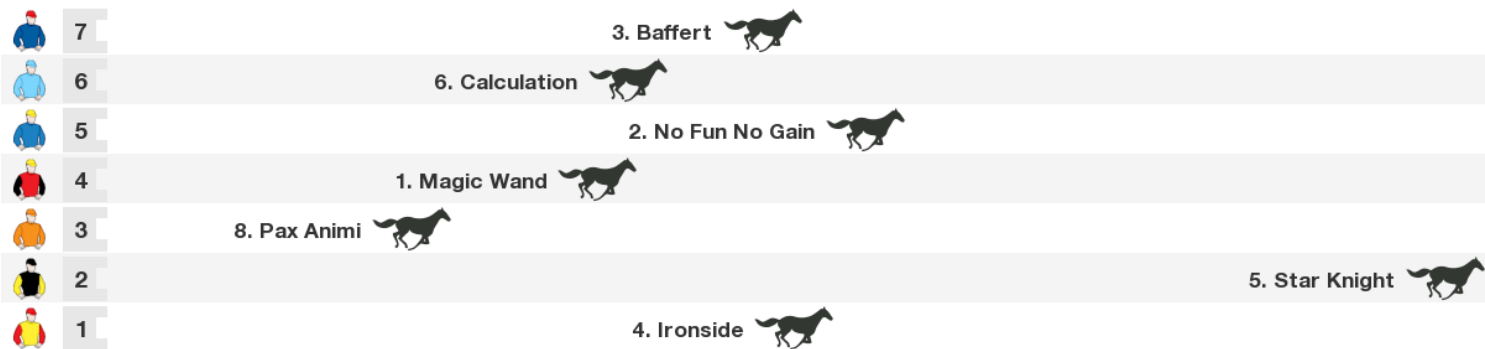 7 3. Baffert
6 6. Calculation
5 2. No Fun No Gain
4 1. Magic Wand
3 8. Pax Animi
2 5. Star Knight
1 4. Ironside